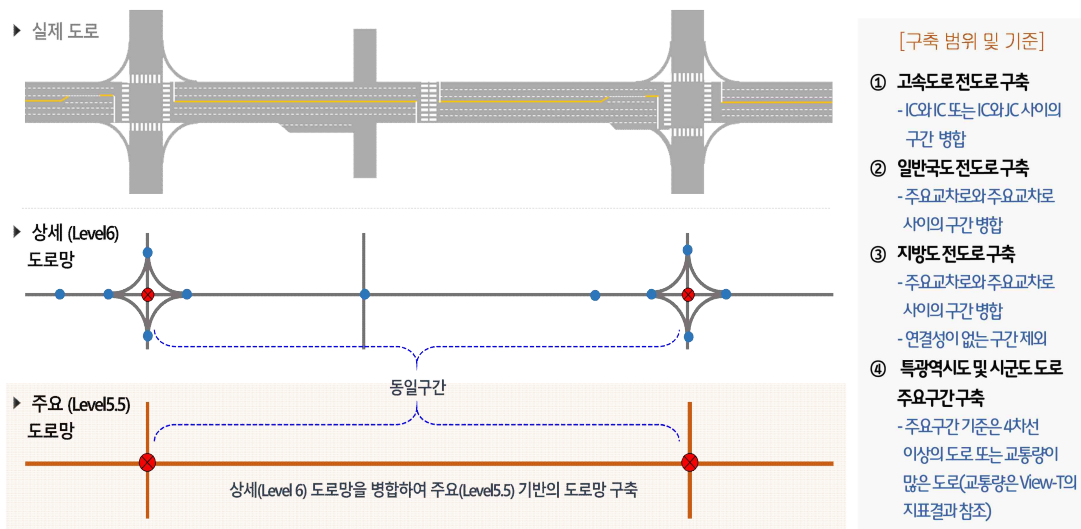 ▶ 실제 도로
▶ 상세 (Level6)
도로망
동일구간
▶ 주요 (Level5.5)
도로망
상세(Level 6) 도로망을 병합하여 주요(Level5.5) 기반의 도로망 구축
[구축 범위 및 기준]
① 고속도로 전도로 구축
- IC와 IC 또는 IC와 JC 사이의
구간 병합
② 일반국도 전도로 구축
- 주요교차로와 주요교차로
사이의 구간 병합
③ 지방도 전도로 구축
- 주요교차로와 주요교차로
사이의 구간 병합
- 연결성이 없는 구간 제외
④ 특광역시도 및 시군도 도로
주요구간 구축
- 주요구간 기준은 4차선
이상의 도로 또는 교통량이
많은 도로(교통량은 View-T의
지표결과 참조)